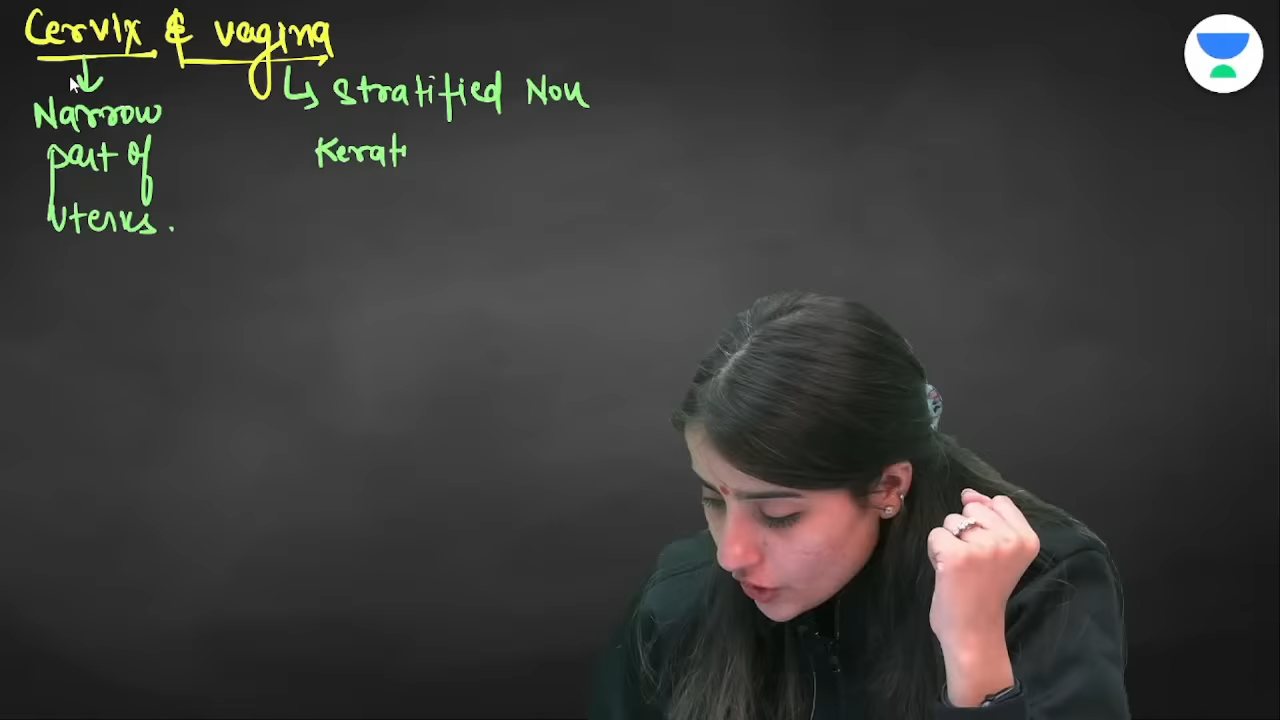 Cervix & vagina
↳ Stratified Non
Kerat
↓
Narrow
part of
uterus.